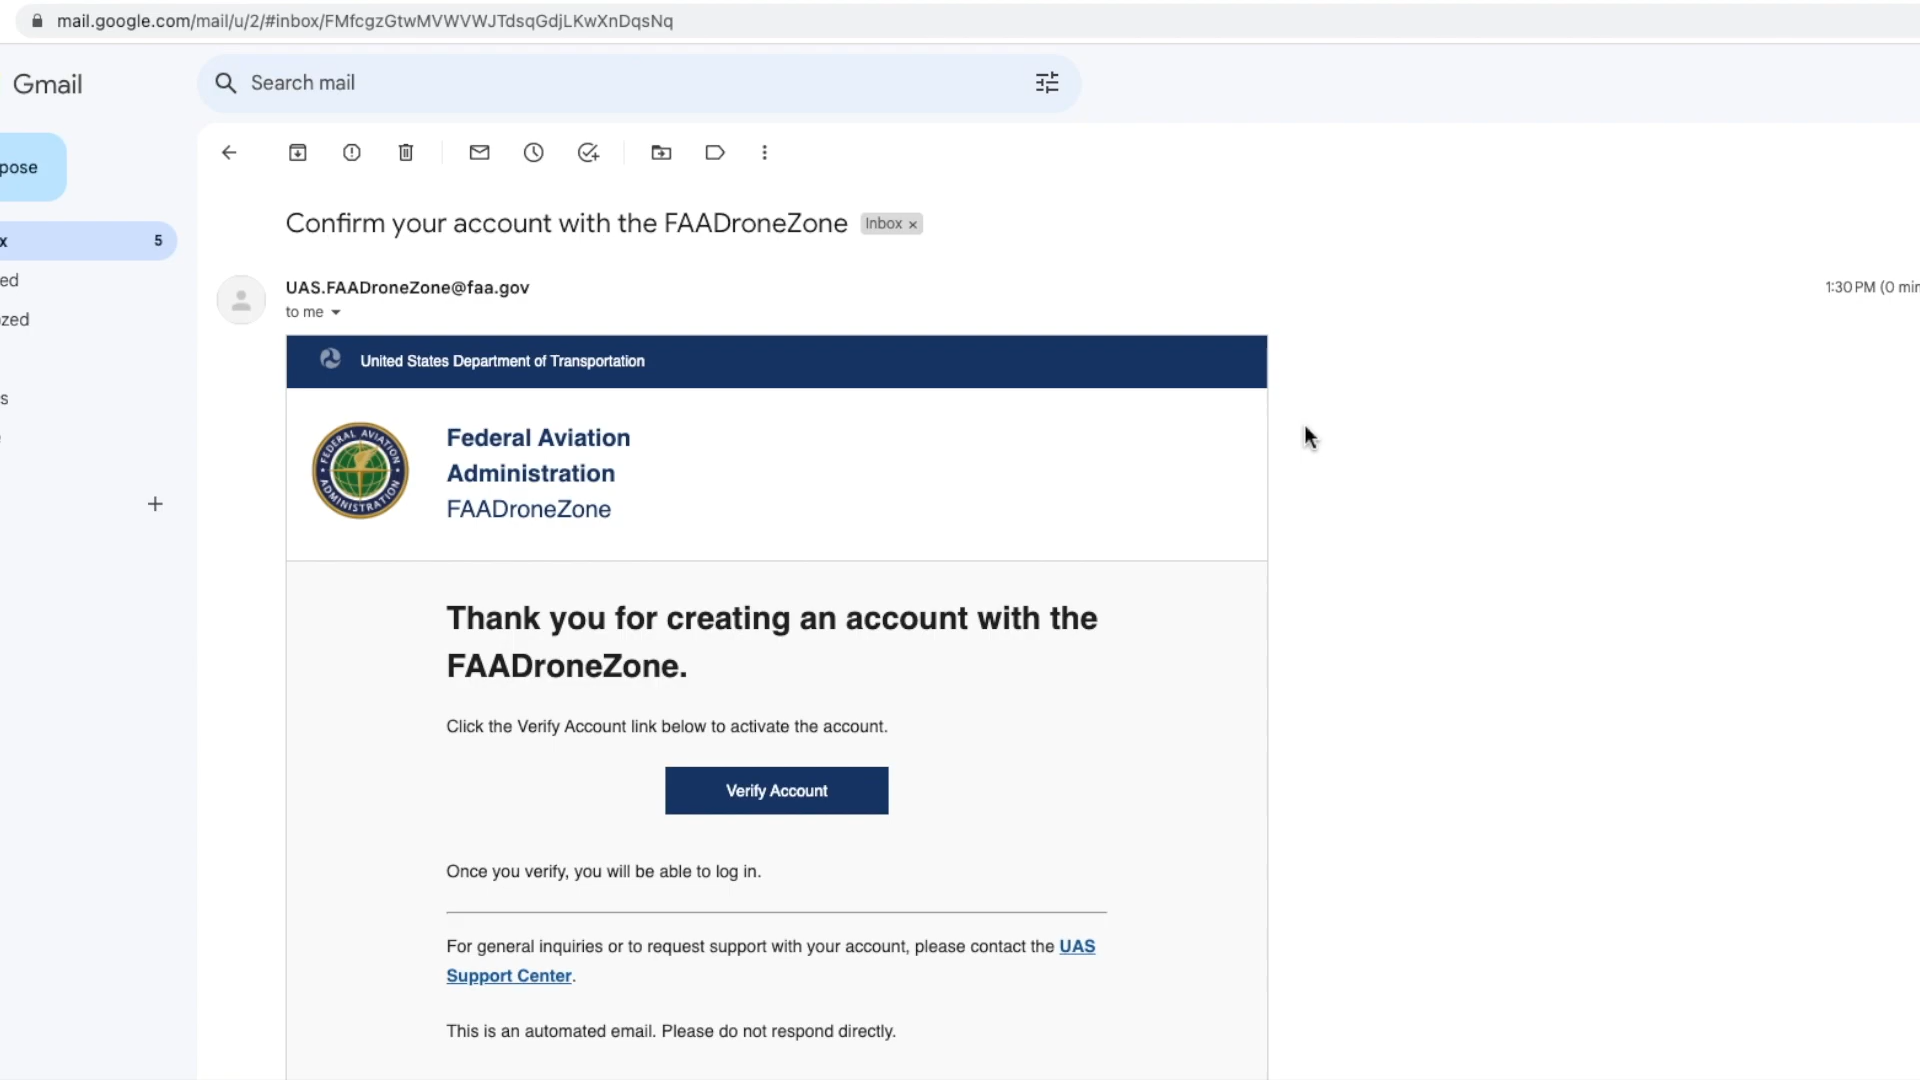 mail.google.com/mail/u/2/#inbox/FMfcgzGtwMVWVWJTdsqGdjLKwXnDqsNq
Gmail
Search mail
pose
x 5
ed
zed
s
Confirm your account with the FAADroneZone Inbox ×
UAS.FAADroneZone@faa.gov
1:30 PM (0 min
to me
United States Department of Transportation
FEDERAL AVIATION ADMINISTRATION
Federal Aviation
Administration
FAADroneZone
Thank you for creating an account with the
FAADroneZone.
Click the Verify Account link below to activate the account.
Verify Account
Once you verify, you will be able to log in.
For general inquiries or to request support with your account, please contact the UAS
Support Center.
This is an automated email. Please do not respond directly.